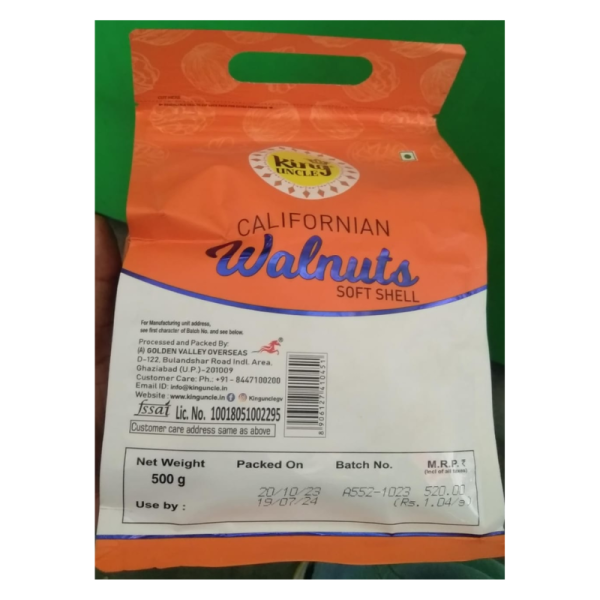 King
UNCLE
CALIFORNIAN
Walnuts
SOFT SHELL
For Manufacturing unit address,
see first character of Batch No. and see below.
Processed and Packed By:
(A) GOLDEN VALLEY OVERSEAS
D-122, Bulandshar Road Indl. Area.
Ghaziabad (U.P.)-201009
Customer Care: Ph.: +91 - 8447100200
Email ID: info@kinguncle.in
Website : www.kinguncle.in Kingunclego
fssai Lic. No. 10018051002295
Customer care address same as above
8908127410451
Net Weight Packed On Batch No. M.R.P.₹
(Incl of all taxes)
500 g 20/10/23 A552-1023 520.00
Use by : 19/07/24 (Rs.1.04/g